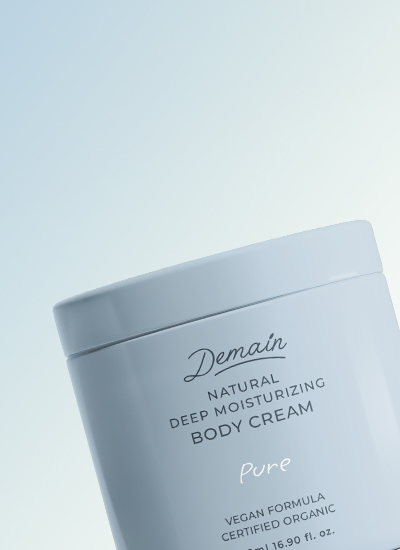 Demain
NATURAL
DEEP MOISTURIZING
BODY CREAM
Pure
VEGAN FORMULA
CERTIFIED ORGANIC
16.90 fl. oz.